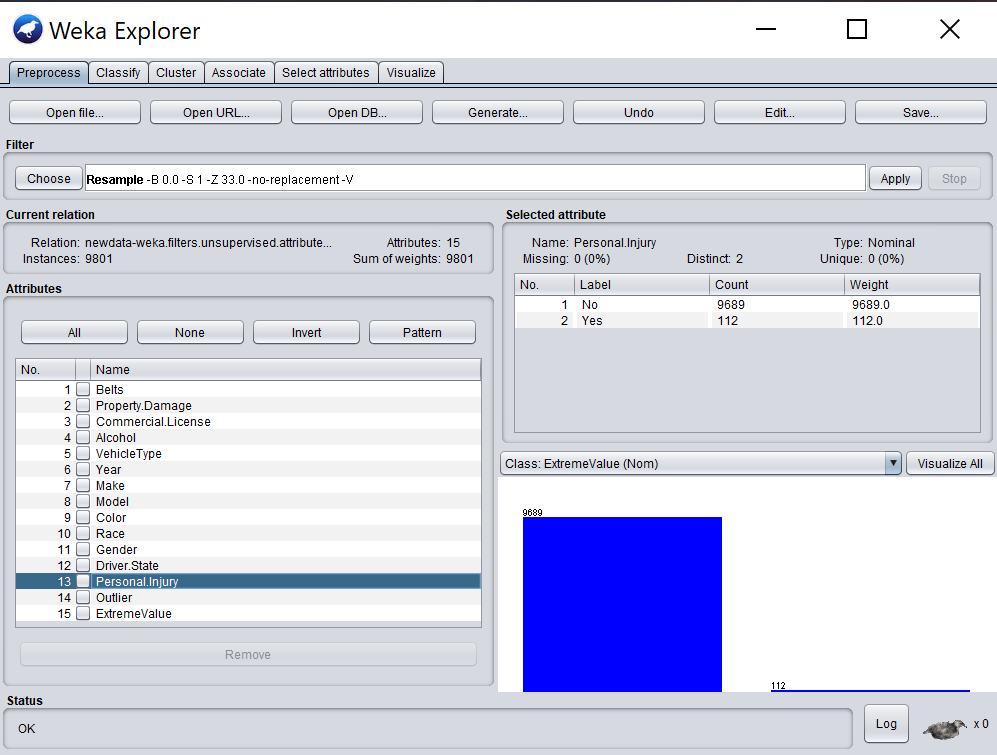 Weka Explorer
Preprocess Classify Cluster Associate Select attributes Visualize
Open file... Open URL... Open DB... Generate... Undo Edit... Save...
Filter
Choose Resample -B 0.0 -S 1 -Z 33.0 -no-replacement -V Apply Stop
Current relation
Relation: newdata-weka.filters.unsupervised.attribute... Attributes: 15
Instances: 9801 Sum of weights: 9801
Attributes
All None Invert Pattern
No. Name
1 Belts
2 Property.Damage
3 Commercial.License
4 Alcohol
5 VehicleType
6 Year
7 Make
8 Model
9 Color
10 Race
11 Gender
12 Driver.State
13 Personal.Injury
14 Outlier
15 ExtremeValue
Remove
Selected attribute
Name: Personal.Injury Type: Nominal
Missing: 0 (0%) Distinct: 2 Unique: 0 (0%)
No. Label Count Weight
1 No 9689 9689.0
2 Yes 112 112.0
Class: ExtremeValue (Nom) Visualize All
9689
112
Status
OK
Log x 0